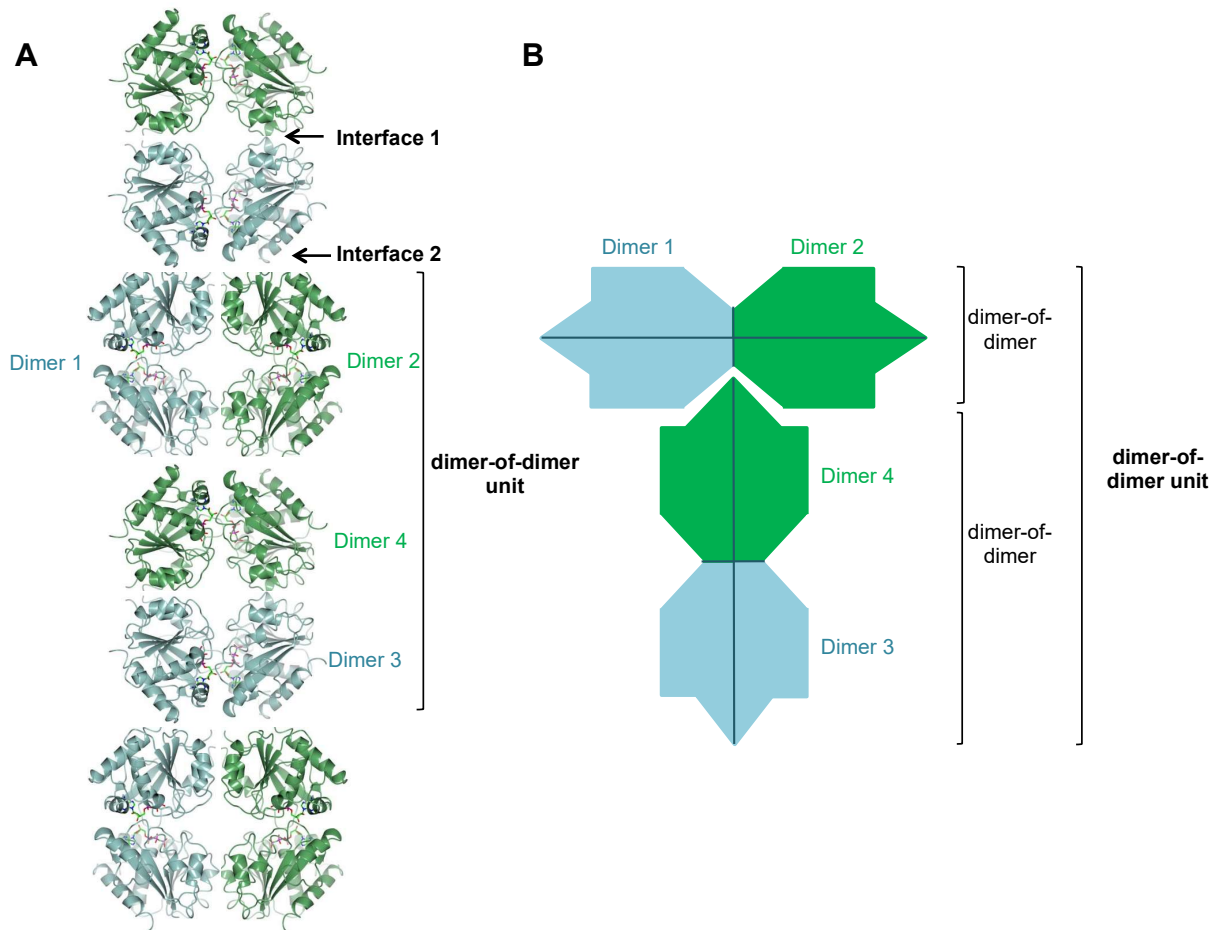 A
Interface 1
Interface 2
Dimer 1
Dimer 2
dimer-of-dimer
unit
Dimer 4
Dimer 3
B
Dimer 1
Dimer 2
dimer-of-
dimer
Dimer 4
dimer-of-
dimer
dimer-of-
dimer unit
Dimer 3